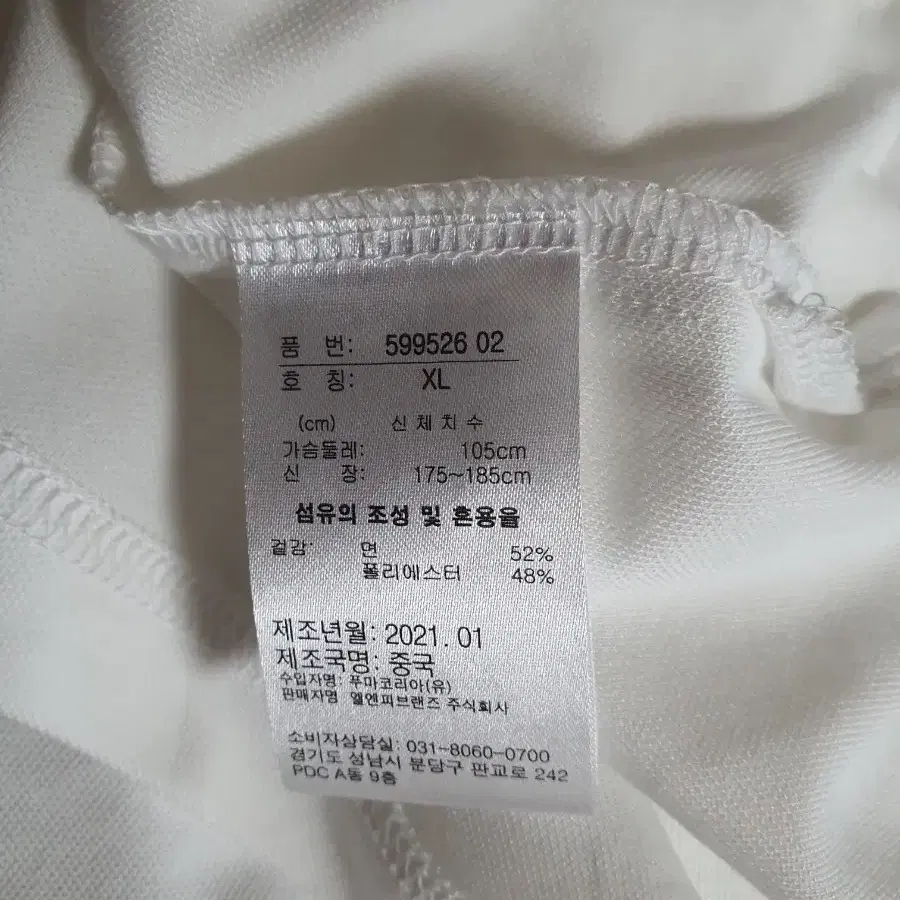 품 번: 599526 02
호 칭: XL
(cm) 신 체 치 수
가슴둘레: 105cm
신 장: 175~185cm
섬유의 조성 및 혼용율
겉감: 면 52%
폴리에스터 48%
제조년월: 2021.01
제조국명: 중국
수입자명: 푸마코리아(유)
판매자명 엘엔피브랜즈 주식회사
소비자상담실: 031-8060-0700
경기도 성남시 분당구 판교로 242
PDC A동 9층